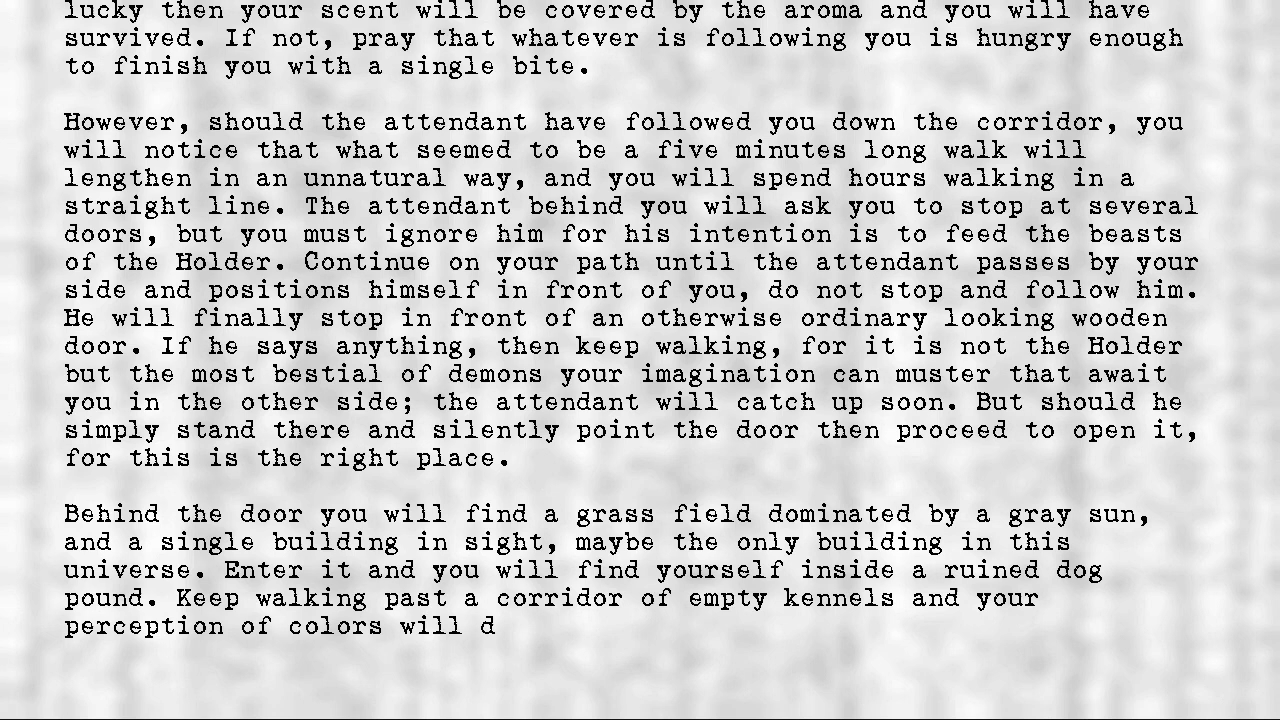 lucky then your scent will be covered by the aroma and you will have
survived. If not, pray that whatever is following you is hungry enough
to finish you with a single bite.
However, should the attendant have followed you down the corridor, you
will notice that what seemed to be a five minutes long walk will
lengthen in an unnatural way, and you will spend hours walking in a
straight line. The attendant behind you will ask you to stop at several
doors, but you must ignore him for his intention is to feed the beasts
of the Holder. Continue on your path until the attendant passes by your
side and positions himself in front of you, do not stop and follow him.
He will finally stop in front of an otherwise ordinary looking wooden
door. If he says anything, then keep walking, for it is not the Holder
but the most bestial of demons your imagination can muster that await
you in the other side; the attendant will catch up soon. But should he
simply stand there and silently point the door then proceed to open it,
for this is the right place.
Behind the door you will find a grass field dominated by a gray sun,
and a single building in sight, maybe the only building in this
universe. Enter it and you will find yourself inside a ruined dog
pound. Keep walking past a corridor of empty kennels and your
perception of colors will d